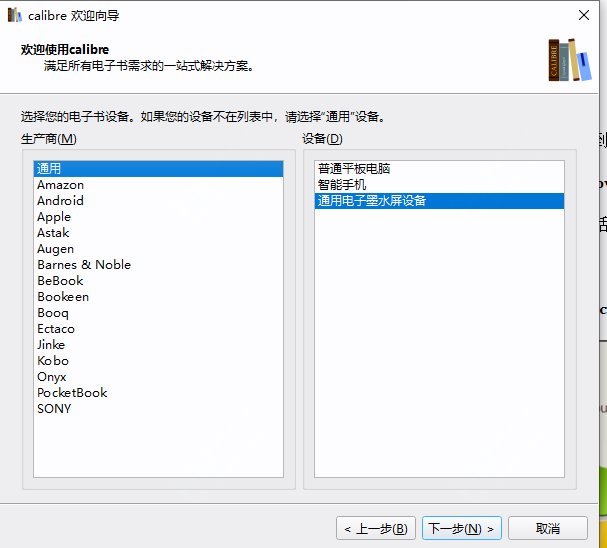 calibre 欢迎向导
欢迎使用calibre
满足所有电子书需求的一站式解决方案。
CALIBRE
选择您的电子书设备。如果您的设备不在列表中，请选择"通用"设备。
生产商(M)
通用
Amazon
Android
Apple
Astak
Augen
Barnes & Noble
BeBook
Bookeen
Booq
Ectaco
Jinke
Kobo
Onyx
PocketBook
SONY
设备(D)
普通平板电脑
智能手机
通用电子墨水屏设备
< 上一步(B)
下一步(N) >
取消